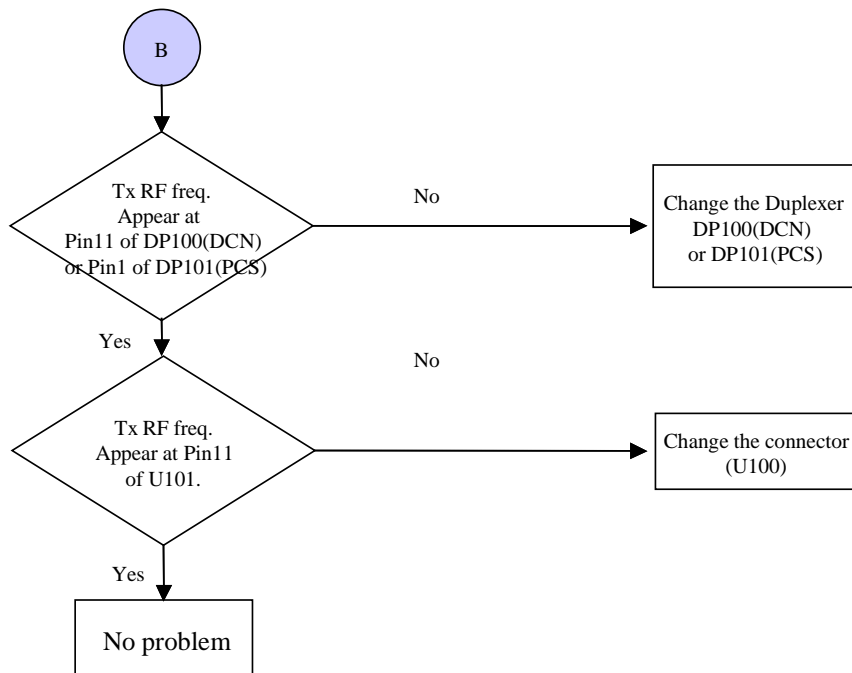 B
Tx RF freq.
Appear at
Pin11 of DP100(DCN)
or Pin1 of DP101(PCS)
No
Change the Duplexer
DP100(DCN)
or DP101(PCS)
Yes
No
Tx RF freq.
Appear at Pin11
of U101.
Change the connector
(U100)
Yes
No problem